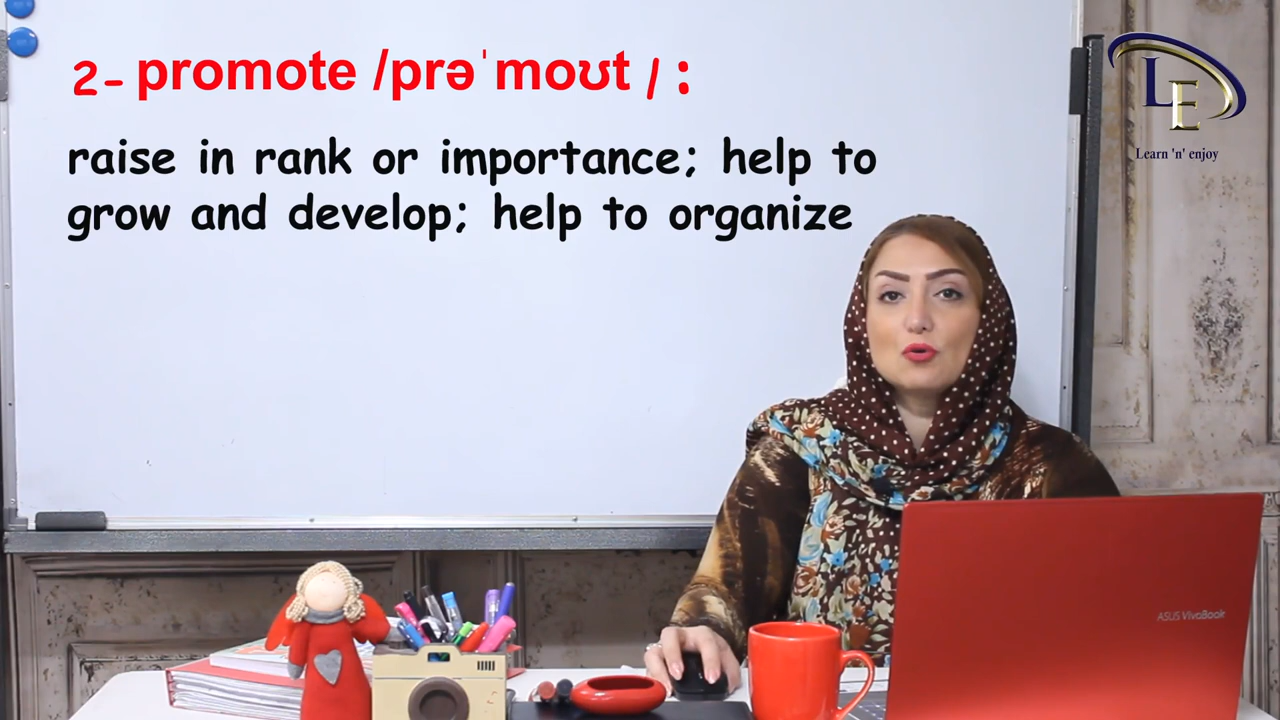 2- promote /prəˈmoʊt / :
raise in rank or importance; help to
grow and develop; help to organize
LE
Learn 'n' enjoy
ASUS VivoBook